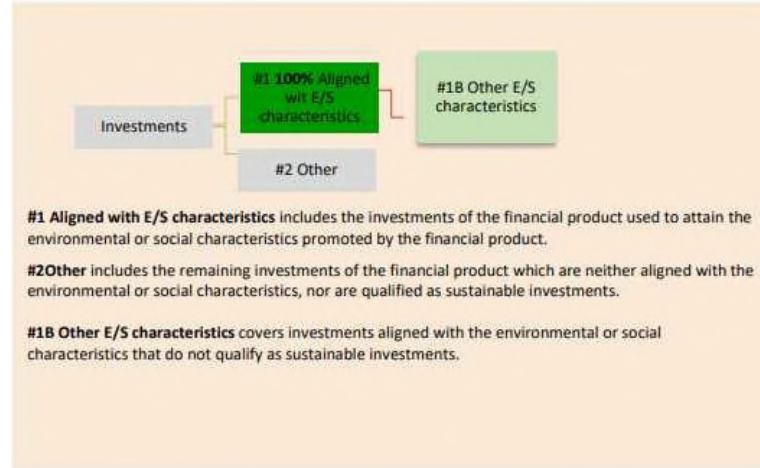 #1 100% Aligned
wit E/S
characteristics
#1B Other E/S
characteristics
Investments
#2 Other
#1 Aligned with E/S characteristics includes the investments of the financial product used to attain the
environmental or social characteristics promoted by the financial product.
#2Other includes the remaining investments of the financial product which are neither aligned with the
environmental or social characteristics, nor are qualified as sustainable investments.
#1B Other E/S characteristics covers investments aligned with the environmental or social
characteristics that do not qualify as sustainable investments.